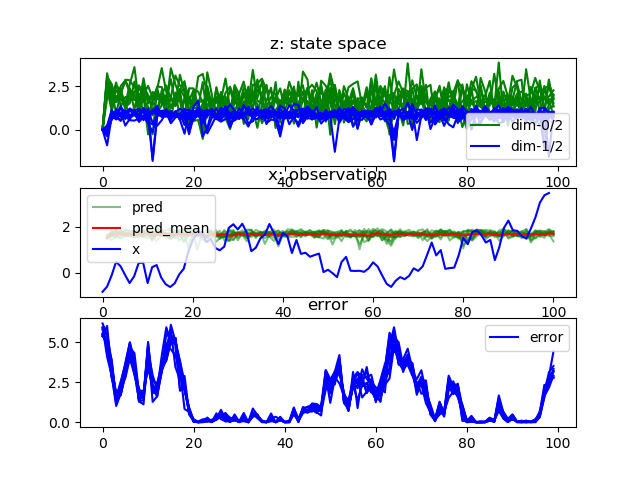 z: state space
2.5
0.0
dim-0/2
dim-1/2
0 20 40 60 80 100
x: observation
2
0
pred
pred_mean
x
0 20 40 60 80 100
error
5.0
2.5
0.0
error
0 20 40 60 80 100